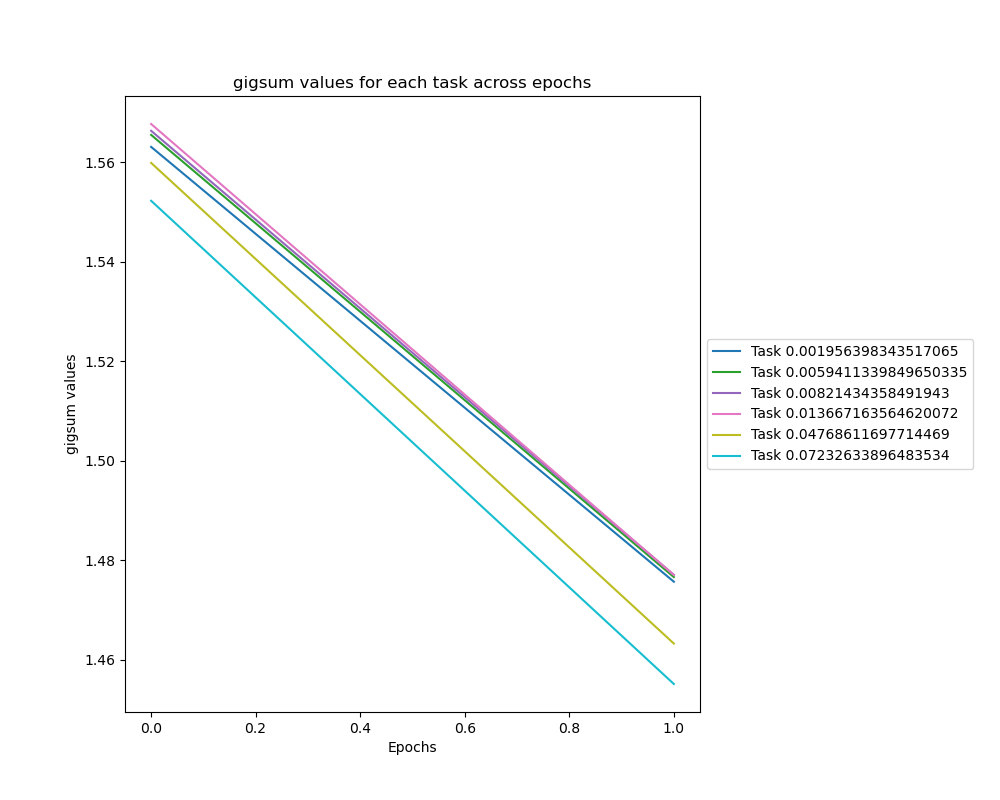 gigsum values for each task across epochs
1.56
1.54
1.52
1.50
1.48
1.46
gigsum values
0.0
0.2
0.4
0.6
0.8
1.0
Epochs
Task 0.001956398343517065
Task 0.0059411339849650335
Task 0.00821434358491943
Task 0.013667163564620072
Task 0.04768611697714469
Task 0.07232633896483534